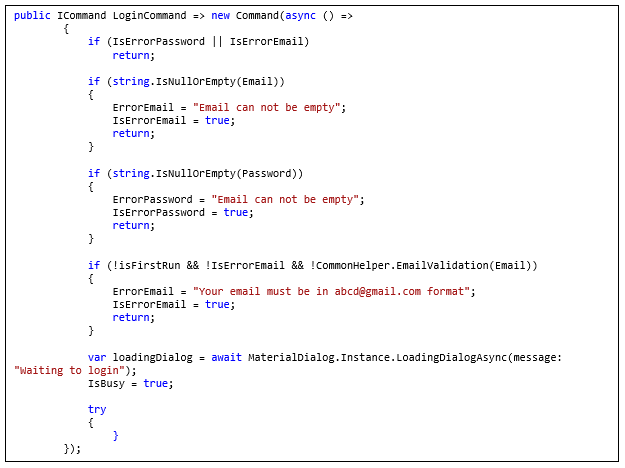 public ICommand LoginCommand => new Command(async () =>
{
if (IsErrorPassword || IsErrorEmail)
return;
if (string.IsNullOrEmpty(Email))
{
ErrorEmail = "Email can not be empty";
IsErrorEmail = true;
return;
}
if (string.IsNullOrEmpty(Password))
{
ErrorPassword = "Email can not be empty";
IsErrorPassword = true;
return;
}
if (!isFirstRun && !IsErrorEmail && !CommonHelper.EmailValidation(Email))
{
ErrorEmail = "Your email must be in abcd@gmail.com format";
IsErrorEmail = true;
return;
}
var loadingDialog = await MaterialDialog.Instance.LoadingDialogAsync(message:
"Waiting to login");
IsBusy = true;
try
{
}
});